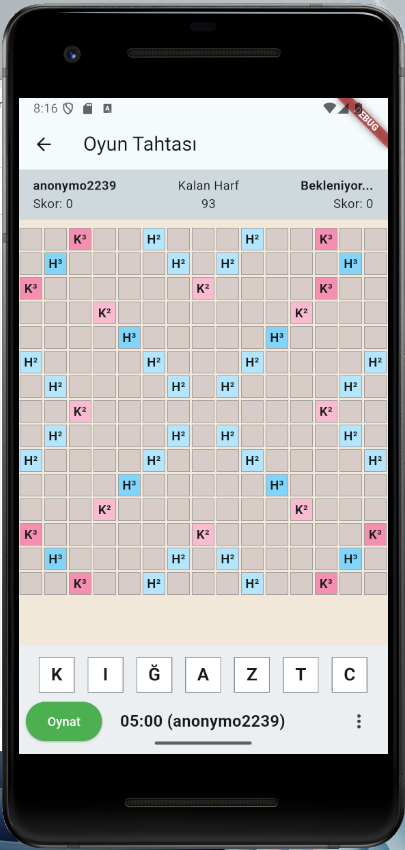 8:16 A
DEBUG
Oyun Tahtası
anonymo2239 Kalan Harf Bekleniyor...
Skor: 0 93 Skor: 0
K³ H² H² K³
H³ H² H² H³
K³ K² K³
K² K²
H³ H³
H² H² H² H²
H² H² H² H²
K² K²
H² H² H² H²
H² H² H² H²
H³ H³
K² K²
K³ K² K³
H³ H² H² H³
K³ H² H² K³
K I Ğ A Z T C
Oynat 05:00 (anonymo2239)